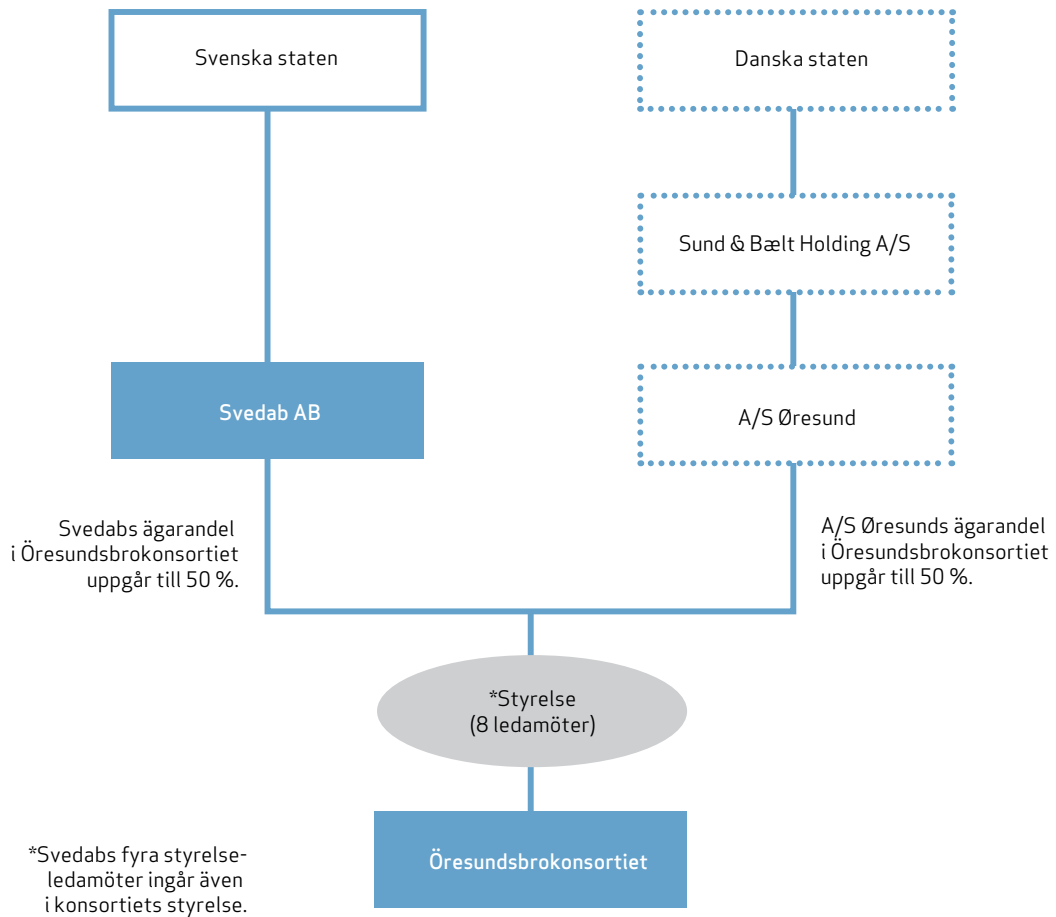 Svenska staten
Danska staten
Sund & Bælt Holding A/S
Svedab AB
A/S Øresund
Svedabs ägarandel
i Öresundsbrokonsortiet
uppgår till 50 %.
A/S Øresunds ägarandel
i Öresundsbrokonsortiet
uppgår till 50 %.
*Styrelse
(8 ledamöter)
Öresundsbrokonsortiet
*Svedabs fyra styrelse-
ledamöter ingår även
i konsortiets styrelse.